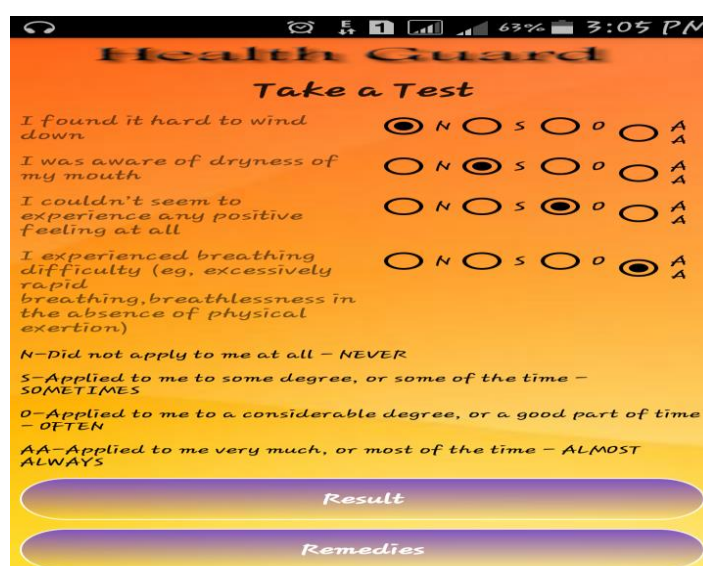 E 1 63% 3:05 PM
Health Guard
Take a Test
I found it hard to wind
down
N S O A
A
I was aware of dryness of
my mouth
N S O A
A
I couldn't seem to
experience any positive
feeling at all
N S O A
A
I experienced breathing
difficulty (eg, excessively
rapid
breathing,breathlessness in
the absence of physical
exertion)
N S O A
A
N-Did not apply to me at all - NEVER
S-Applied to me to some degree, or some of the time -
SOMETIMES
O-Applied to me to a considerable degree, or a good part of time
- OFTEN
AA-Applied to me very much, or most of the time - ALMOST
ALWAYS
Result
Remedies